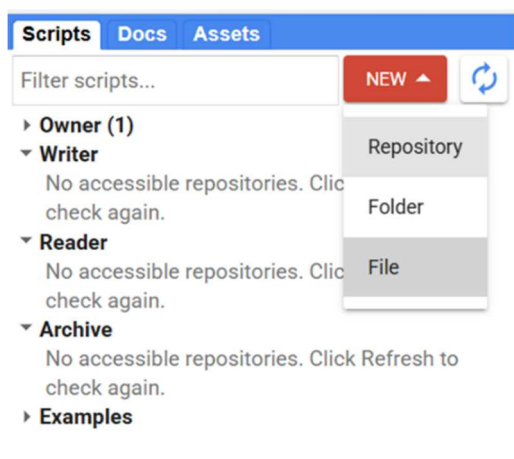 Scripts Docs Assets
Filter scripts...
NEW
Owner (1)
Repository
Writer
No accessible repositories. Clic
check again.
Folder
Reader
No accessible repositories. Clic
File
check again.
Archive
No accessible repositories. Click Refresh to
check again.
Examples